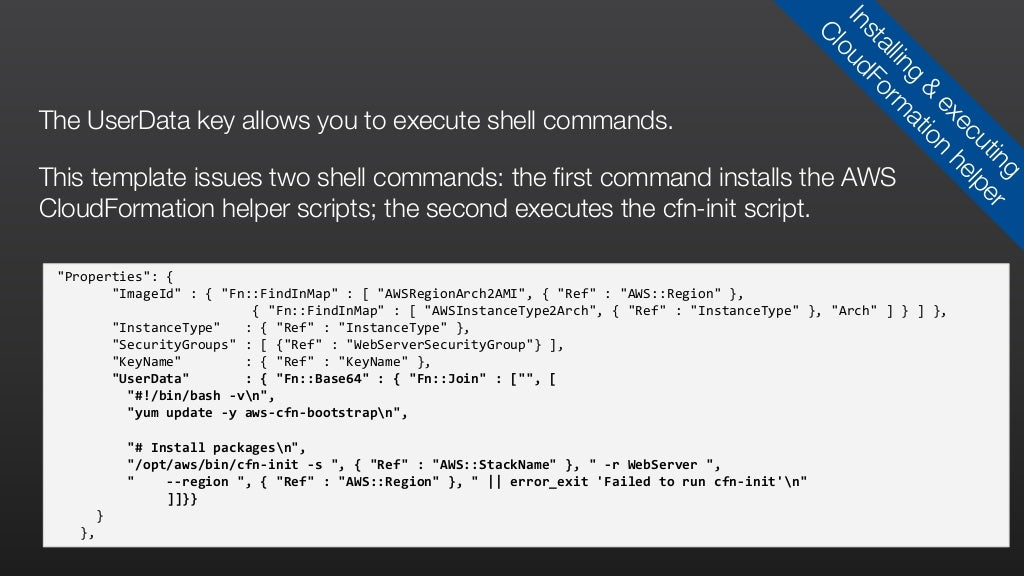 Installing & executing
CloudFormation helper
The UserData key allows you to execute shell commands.
This template issues two shell commands: the first command installs the AWS
CloudFormation helper scripts; the second executes the cfn-init script.
"Properties": {
"ImageId" : { "Fn::FindInMap" : [ "AWSRegionArch2AMI", { "Ref" : "AWS::Region" },
{ "Fn::FindInMap" : [ "AWSInstanceType2Arch", { "Ref" : "InstanceType" }, "Arch" ] } ] },
"InstanceType" : { "Ref" : "InstanceType" },
"SecurityGroups" : [ {"Ref" : "WebServerSecurityGroup"} ],
"KeyName" : { "Ref" : "KeyName" },
"UserData" : { "Fn::Base64" : { "Fn::Join" : ["", [
"#!/bin/bash -v\n",
"yum update -y aws-cfn-bootstrap\n",
"# Install packages\n",
"/opt/aws/bin/cfn-init -s ", { "Ref" : "AWS::StackName" }, " -r WebServer ",
" --region ", { "Ref" : "AWS::Region" }, " || error_exit 'Failed to run cfn-init'\n"
]]}}
}
},